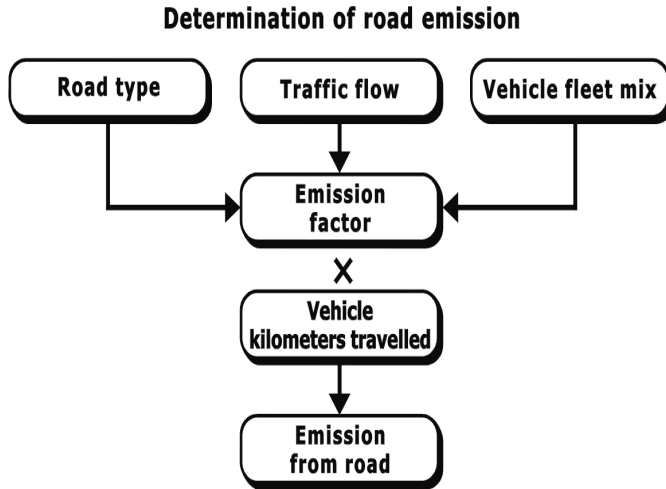 Determination of road emission
Road type
Traffic flow
Vehicle fleet mix
Emission
factor
X
Vehicle
kilometers travelled
Emission
from road